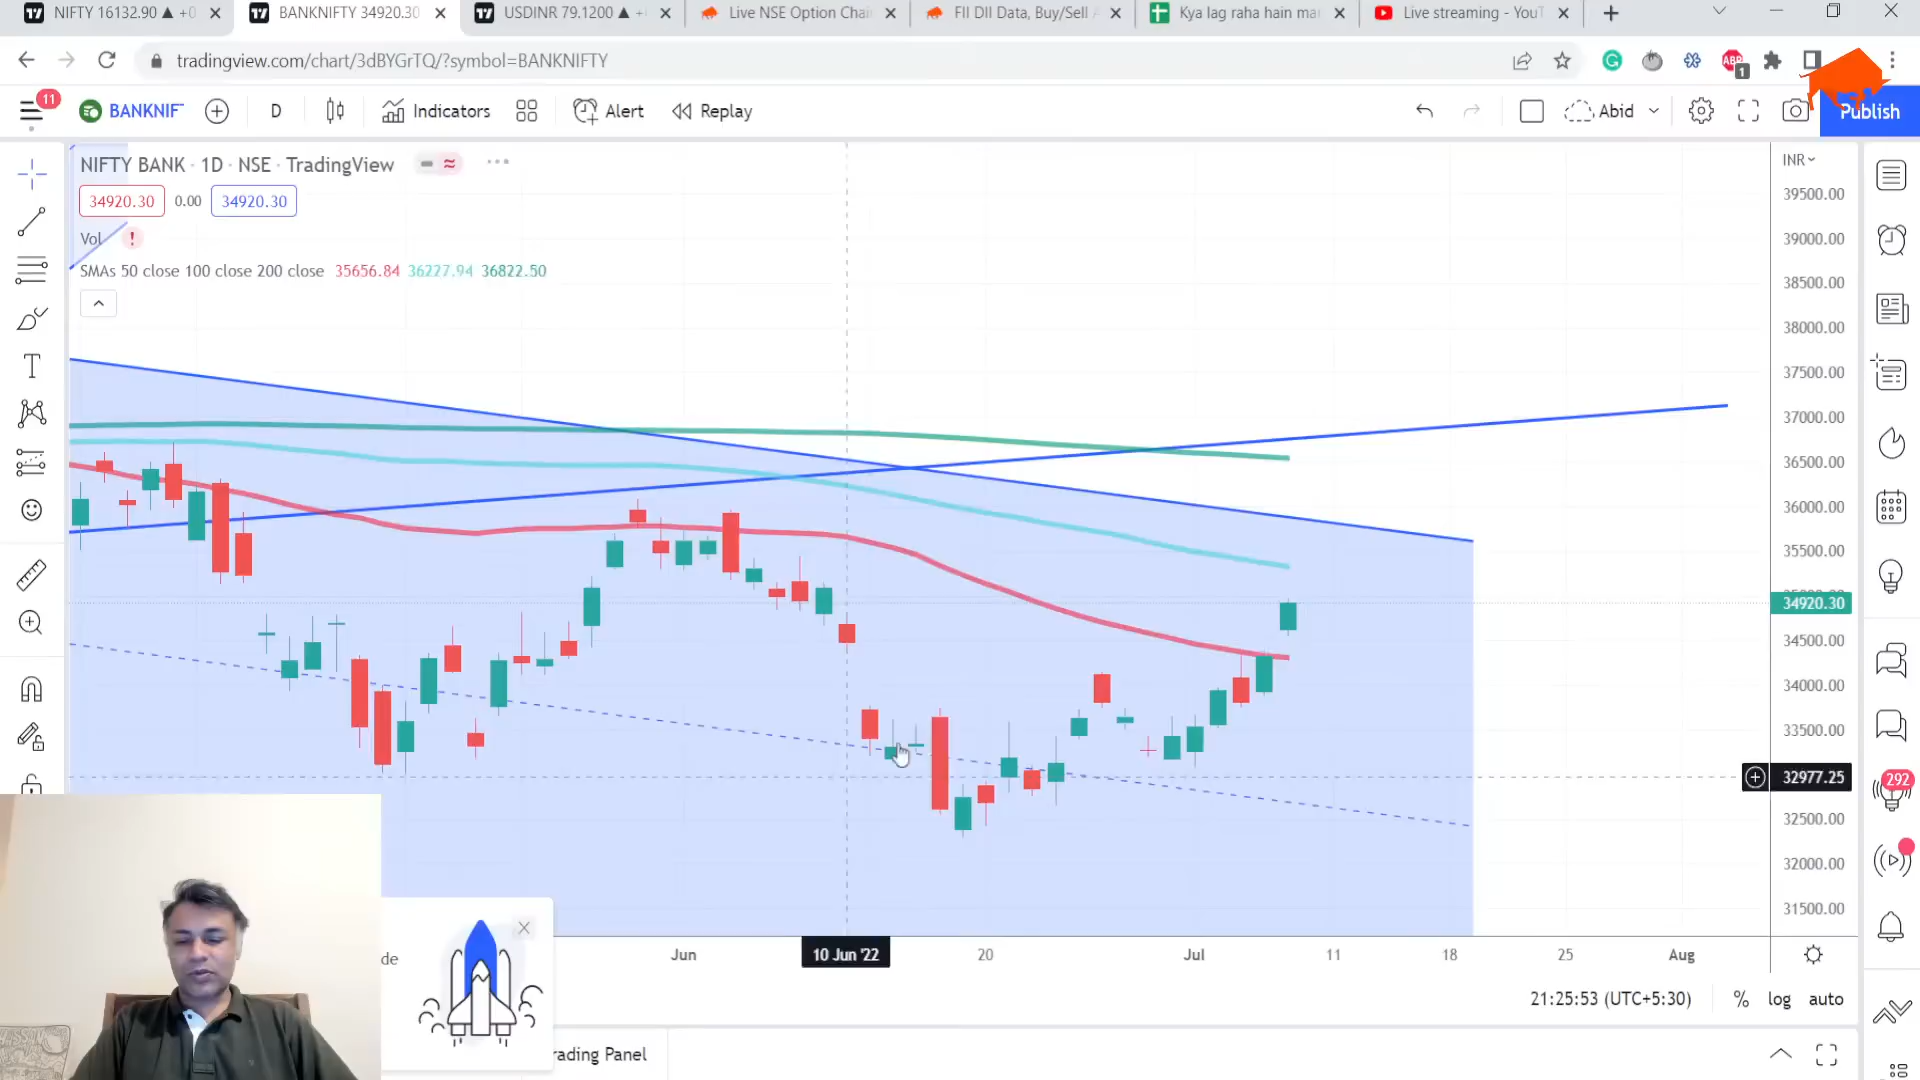 NIFTY 16132.90 ▲ +0
BANKNIFTY 34920.30
USDINR 79.1200 ▲ +
Live NSE Option Chai
FII DII Data, Buy/Sell
Kya lag raha hain ma
Live streaming - YouT
tradingview.com/chart/3dBYGrTQ/?symbol=BANKNIFTY
ABP
1
11
BANKNIF
D
Indicators
Alert
Replay
Abid
Publish
NIFTY BANK · 1D · NSE · TradingView
INR
34920.30
0.00
34920.30
Vol
SMAs 50 close 100 close 200 close 35656.84 36227.94 36822.50
39500.00
39000.00
38500.00
38000.00
37500.00
37000.00
36500.00
36000.00
35500.00
34920.30
34500.00
34000.00
33500.00
32977.25
32500.00
32000.00
31500.00
292
Jun
10 Jun '22
20
Jul
11
18
25
Aug
de
21:25:53 (UTC+5:30)
%
log
auto
rading Panel